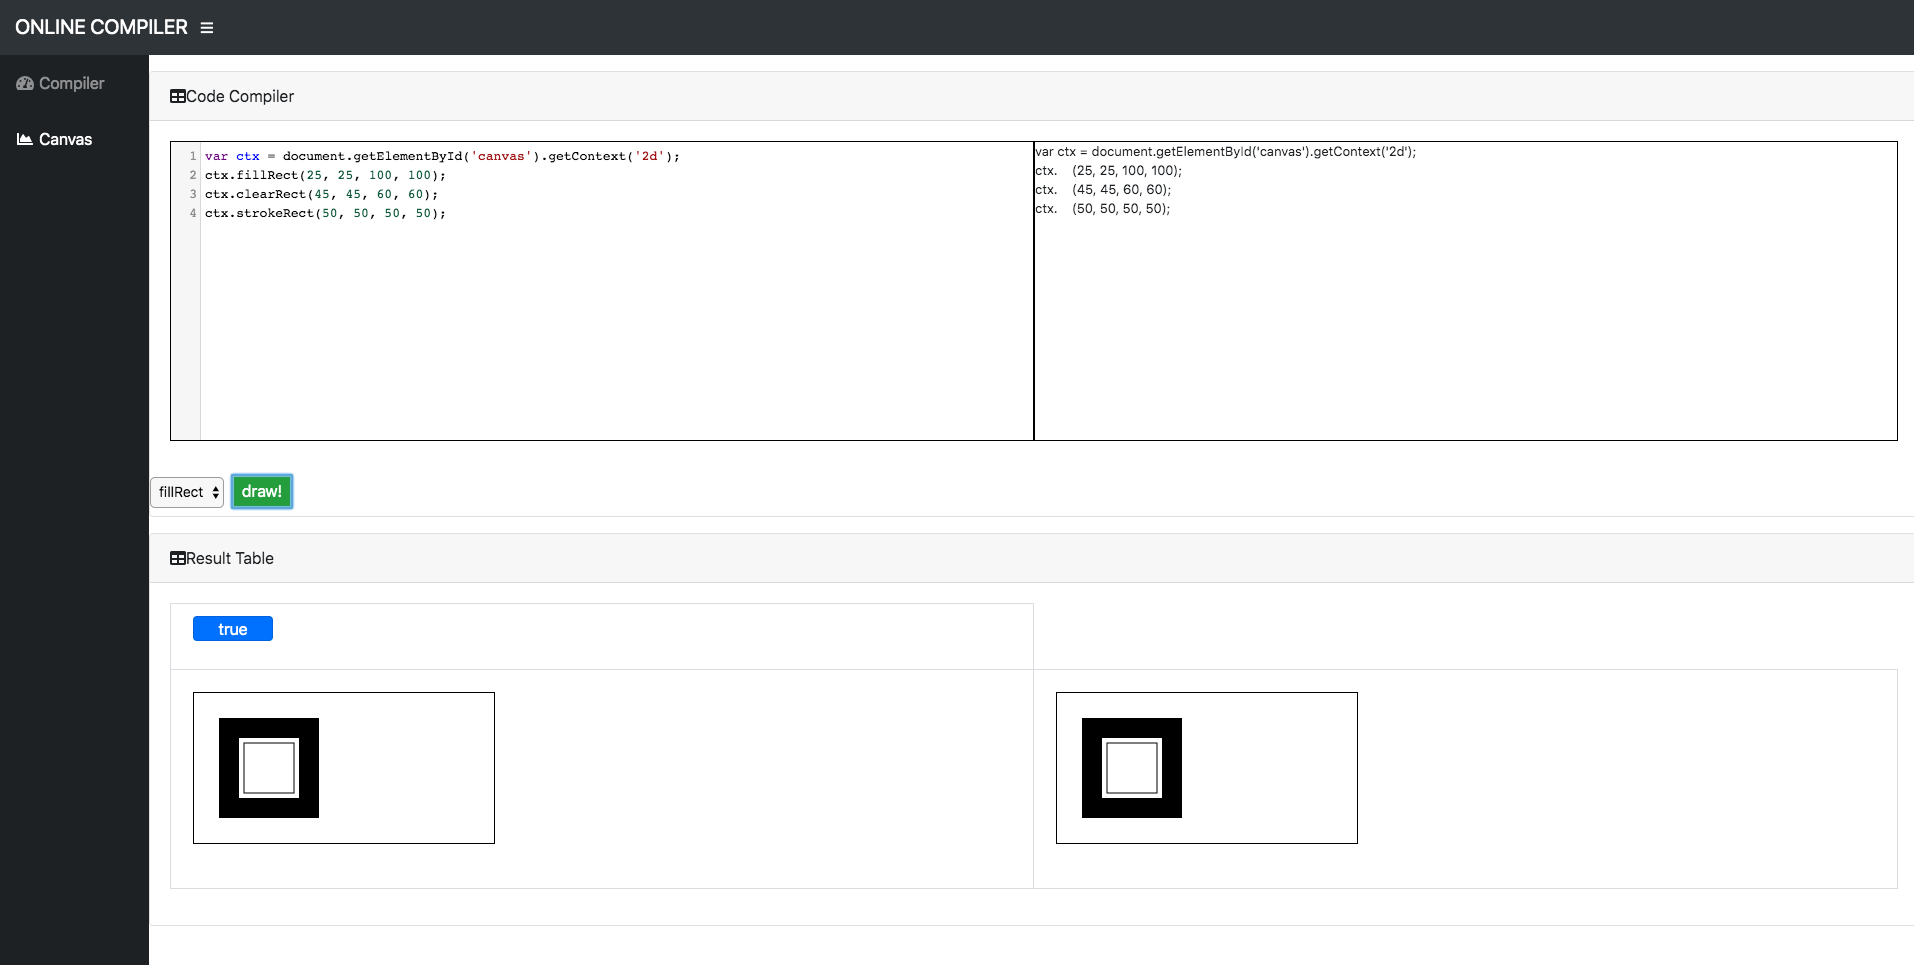 ONLINE COMPILER
Compiler
Canvas
Code Compiler
1 var ctx = document.getElementById('canvas').getContext('2d');
2 ctx.fillRect(25, 25, 100, 100);
3 ctx.clearRect(45, 45, 60, 60);
4 ctx.strokeRect(50, 50, 50, 50);
var ctx = document.getElementById('canvas').getContext('2d');
ctx. (25, 25, 100, 100);
ctx. (45, 45, 60, 60);
ctx. (50, 50, 50, 50);
fillRect
draw!
Result Table
true